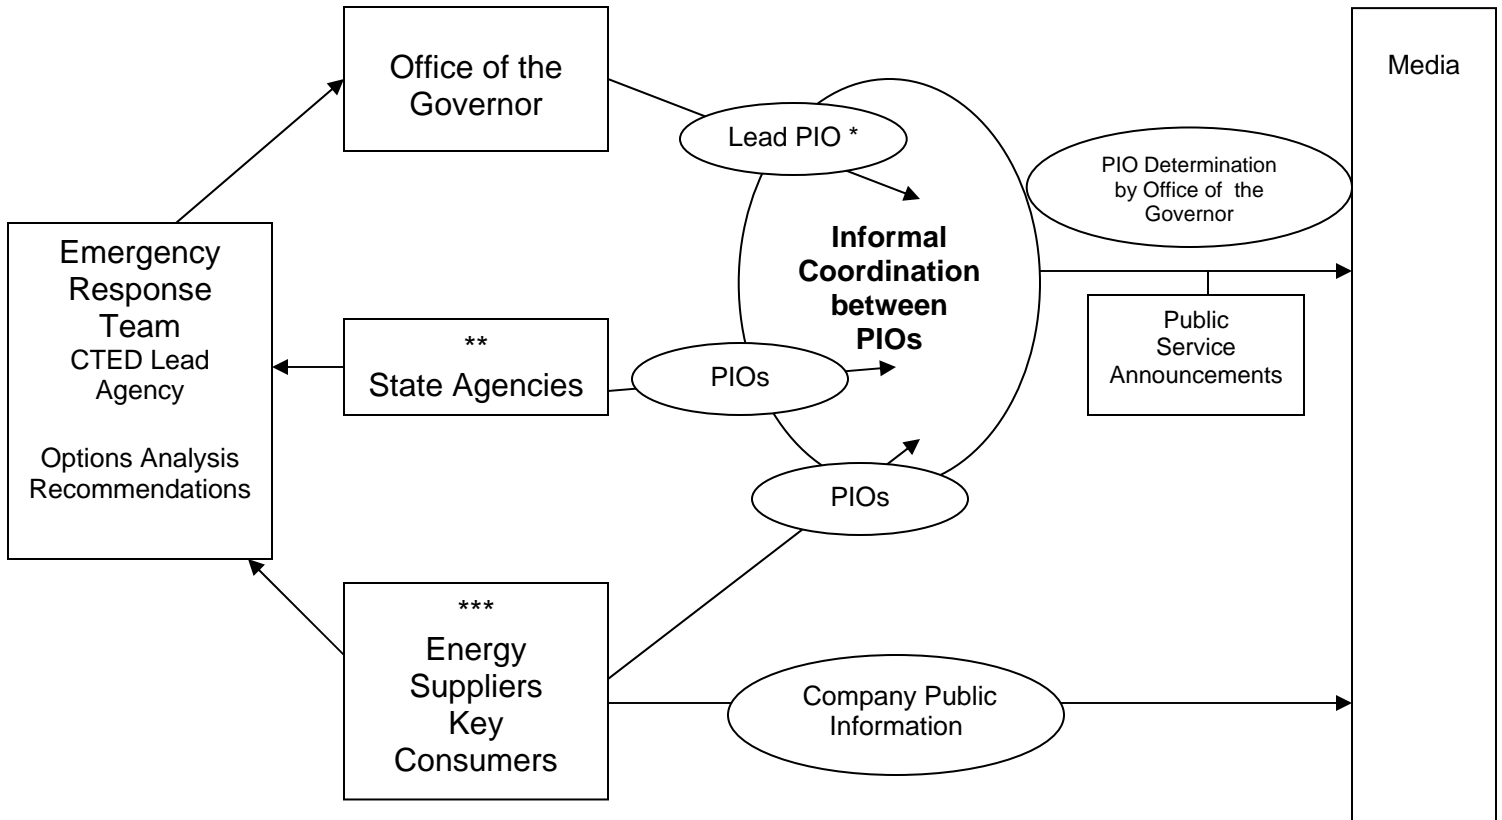 Office of the
Governor
Lead PIO *
Media
PIO Determination
by Office of  the
Governor
Emergency
Response
Team
CTED Lead
Agency
Options Analysis
Recommendations
Informal
Coordination
between
PIOs
**
State Agencies
PIOs
Public
Service
Announcements
PIOs
***
Energy
Suppliers
Key
Consumers
Company Public
Information